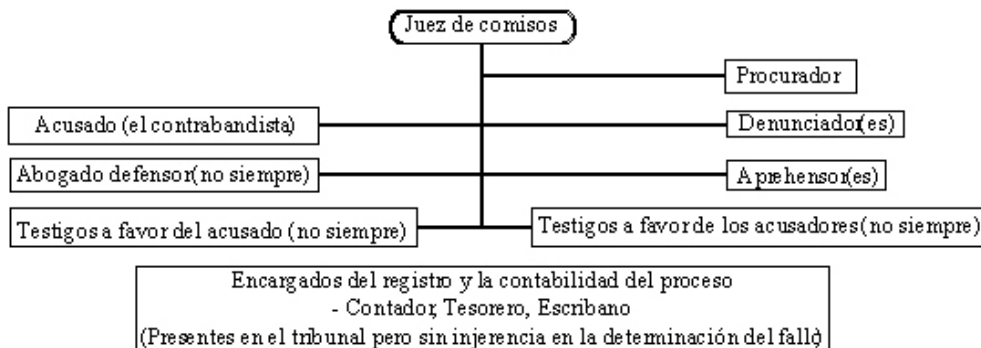 Juez de comisos
Procurador
Acusado (el contrabandista)
Denunciador(es)
Abogado defensor(no siempre)
Aprehensor(es)
Testigos a favor del acusado (no siempre)
Testigos a favor de los acusadores(no siempre)
Encargados del registro y la contabilidad del proceso
- Contador, Tesorero, Escribano
(Presentes en el tribunal pero sin injerencia en la determinación del fallo)